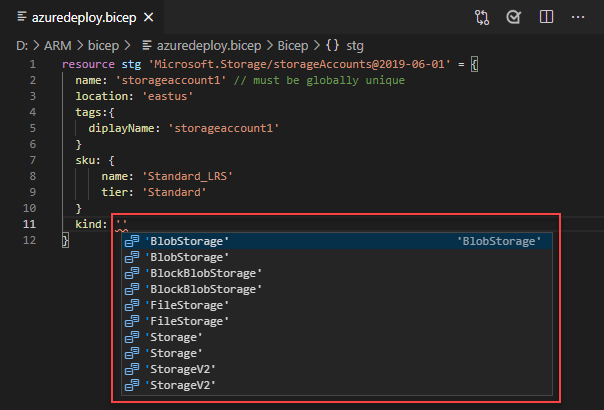 azuredeploy.bicep ×
D: > ARM > bicep > azuredeploy.bicep > Bicep > {} stg
1 resource stg 'Microsoft.Storage/storageAccounts@2019-06-01' = {
2 name: 'storageaccount1' // must be globally unique
3 location: 'eastus'
4 tags:{
5 diplayName: 'storageaccount1'
6 }
7 sku: {
8 name: 'Standard_LRS'
9 tier: 'Standard'
10 }
11 kind: ''
12 }
'BlobStorage' 'BlobStorage'
'BlobStorage'
'BlockBlobStorage'
'BlockBlobStorage'
'FileStorage'
'FileStorage'
'Storage'
'Storage'
'StorageV2'
'StorageV2'